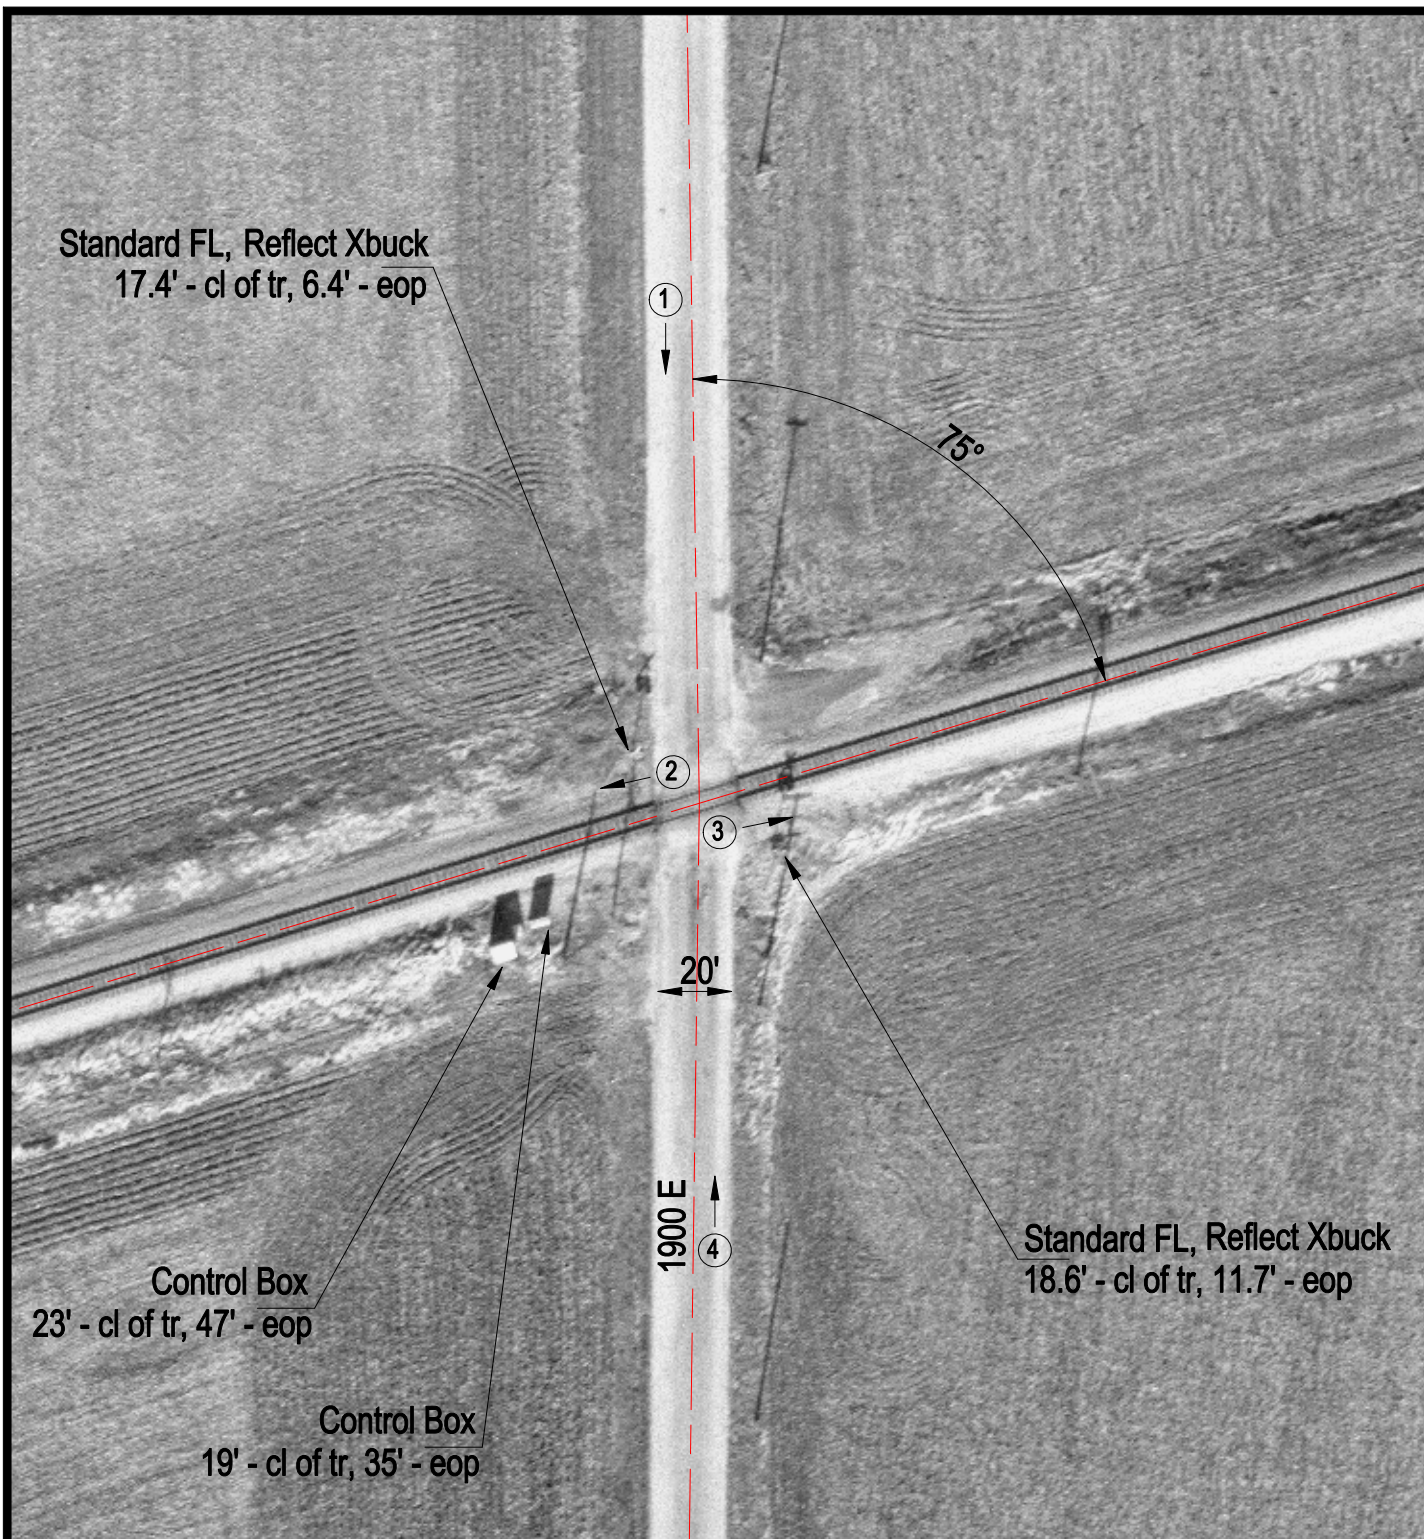 Standard FL, Reflect Xbuck
17.4' - cl of tr, 6.4' - eop
1
75°
2
3
20'
1900 E
4
Standard FL, Reflect Xbuck
18.6' - cl of tr, 11.7' - eop
Control Box
23' - cl of tr, 47' - eop
Control Box
19' - cl of tr, 35' - eop